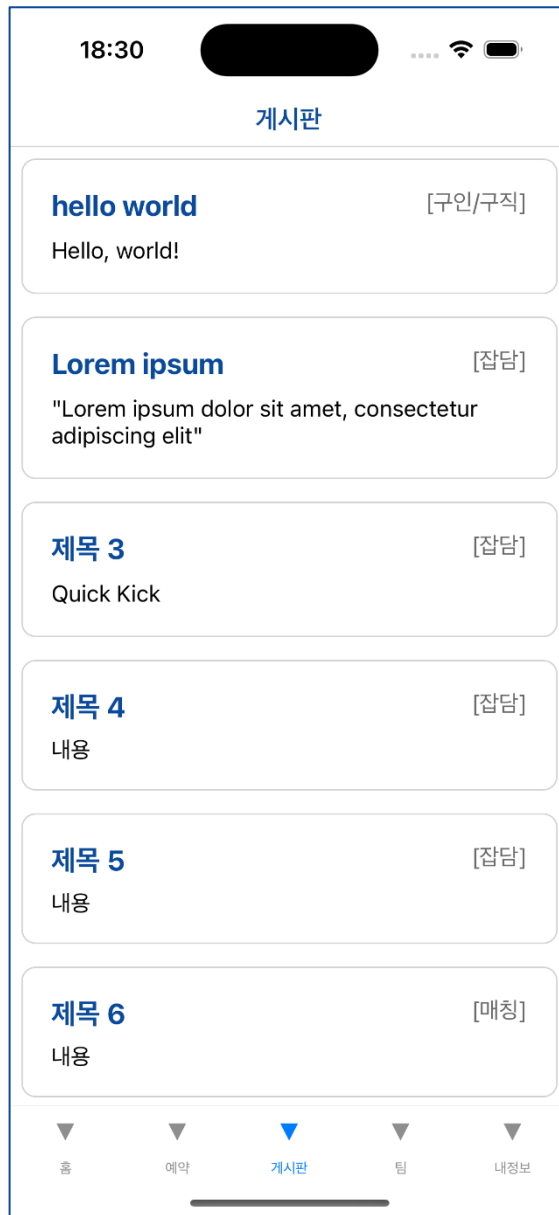 18:30
게시판
hello world
[구인/구직]
Hello, world!
Lorem ipsum
[잡담]
"Lorem ipsum dolor sit amet, consectetur
adipiscing elit"
제목 3
[잡담]
Quick Kick
제목 4
[잡담]
내용
제목 5
[잡담]
내용
제목 6
[매칭]
내용
홈 예약 게시판 팀 내정보